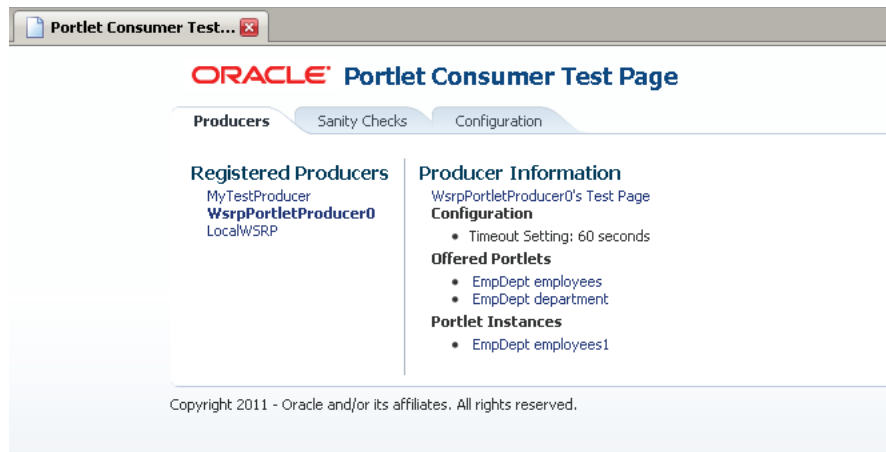 Portlet Consumer Test...
ORACLE Portlet Consumer Test Page
Producers Sanity Checks Configuration
Registered Producers
MyTestProducer
WsrpPortletProducer0
LocalWSRP
Producer Information
WsrpPortletProducer0's Test Page
Configuration
• Timeout Setting: 60 seconds
Offered Portlets
• EmpDept employees
• EmpDept department
Portlet Instances
• EmpDept employees1
Copyright 2011 - Oracle and/or its affiliates. All rights reserved.